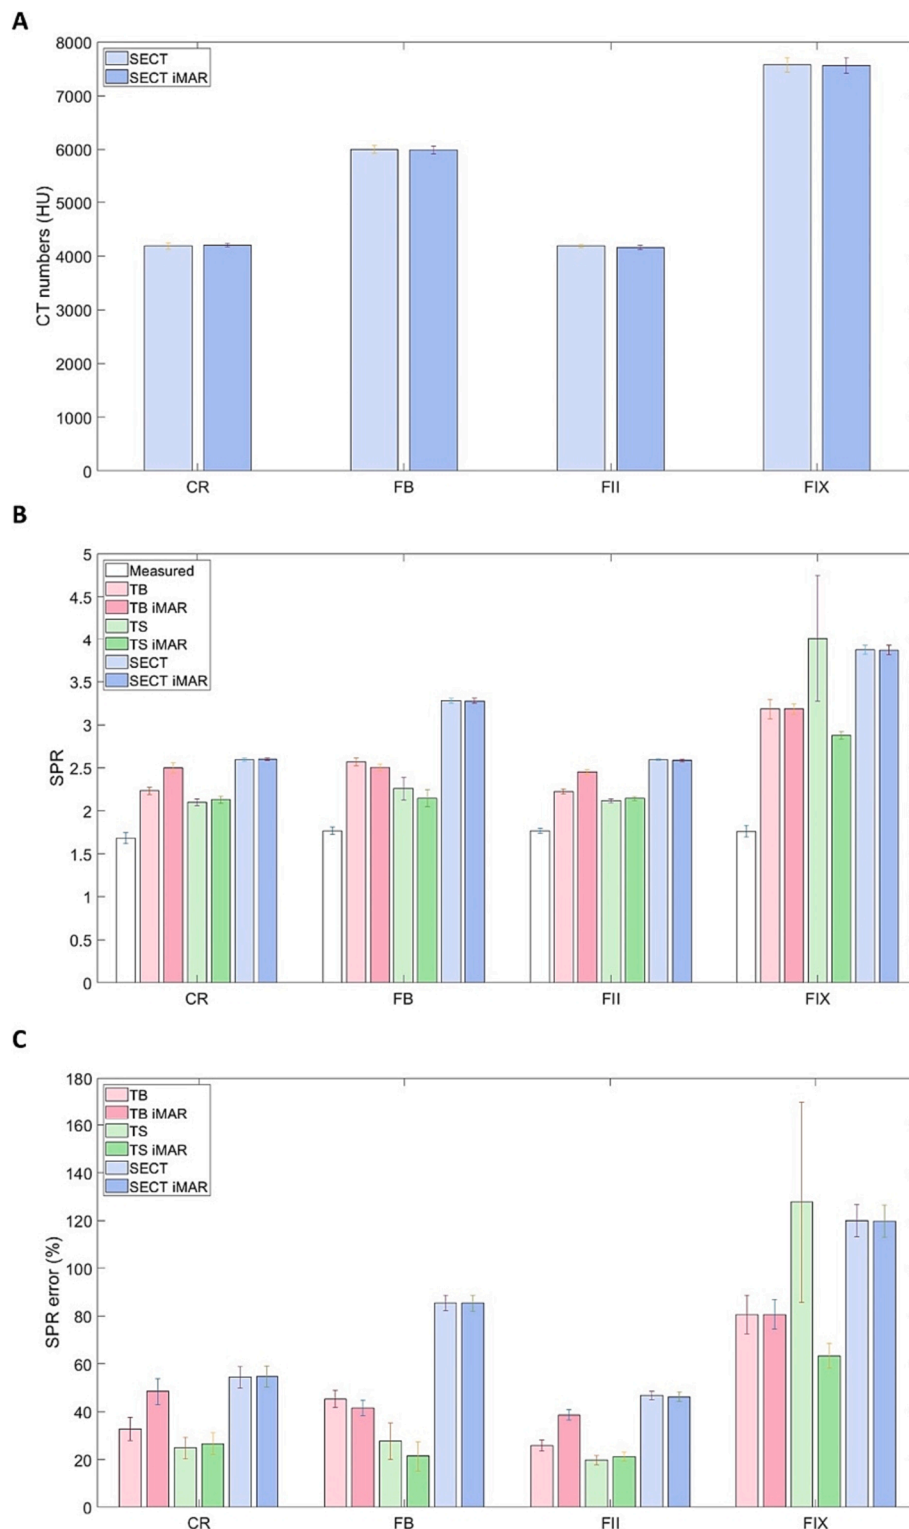 A
8000
7000
6000
5000
4000
3000
2000
1000
0
CT numbers (HU)
SECT
SECT iMAR
CR FB FII FIX
B
5
4.5
4
3.5
3
2.5
2
1.5
1
0.5
0
SPR
Measured
TB
TB iMAR
TS
TS iMAR
SECT
SECT iMAR
CR FB FII FIX
C
180
160
140
120
100
80
60
40
20
0
SPR error (%)
TB
TB iMAR
TS
TS iMAR
SECT
SECT iMAR
CR FB FII FIX